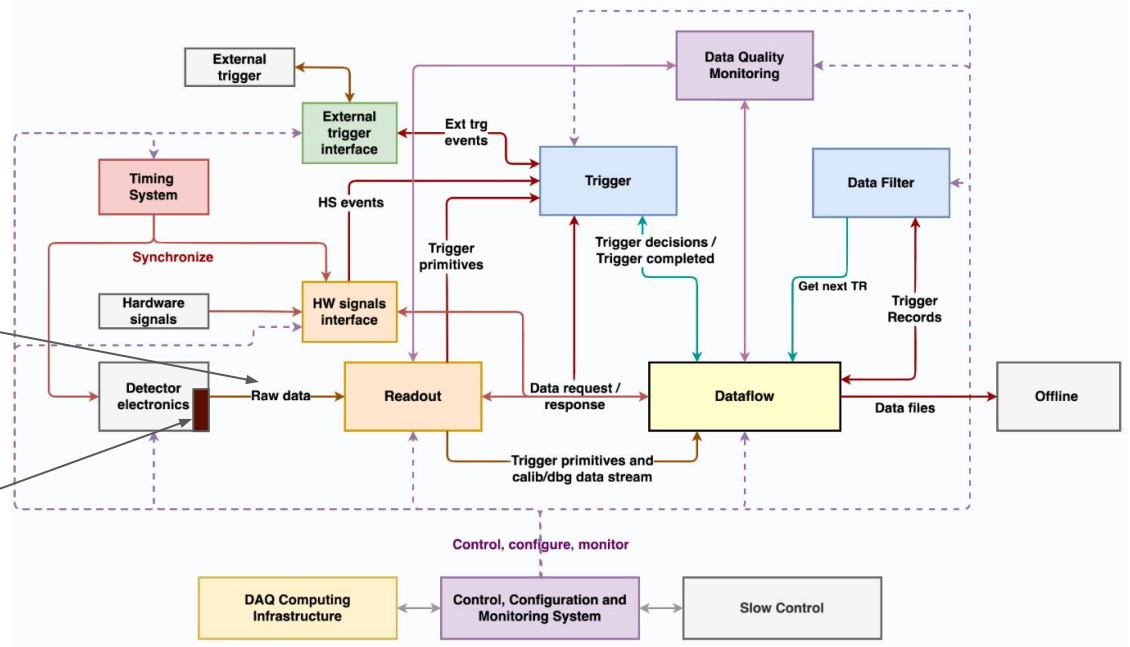 Data Quality
Monitoring
External
trigger
External
trigger
interface
Ext trg
events
Trigger
Data Filter
Timing
System
HS events
Synchronize
Trigger
primitives
Trigger decisions /
Trigger completed
Get next TR
Trigger
Records
Hardware
signals
HW signals
interface
Detector
electronics
Raw data
Readout
Data request /
response
Dataflow
Data files
Offline
Trigger primitives and
calib/dbg data stream
Control, configure, monitor
DAQ Computing
Infrastructure
Control, Configuration and
Monitoring System
Slow Control